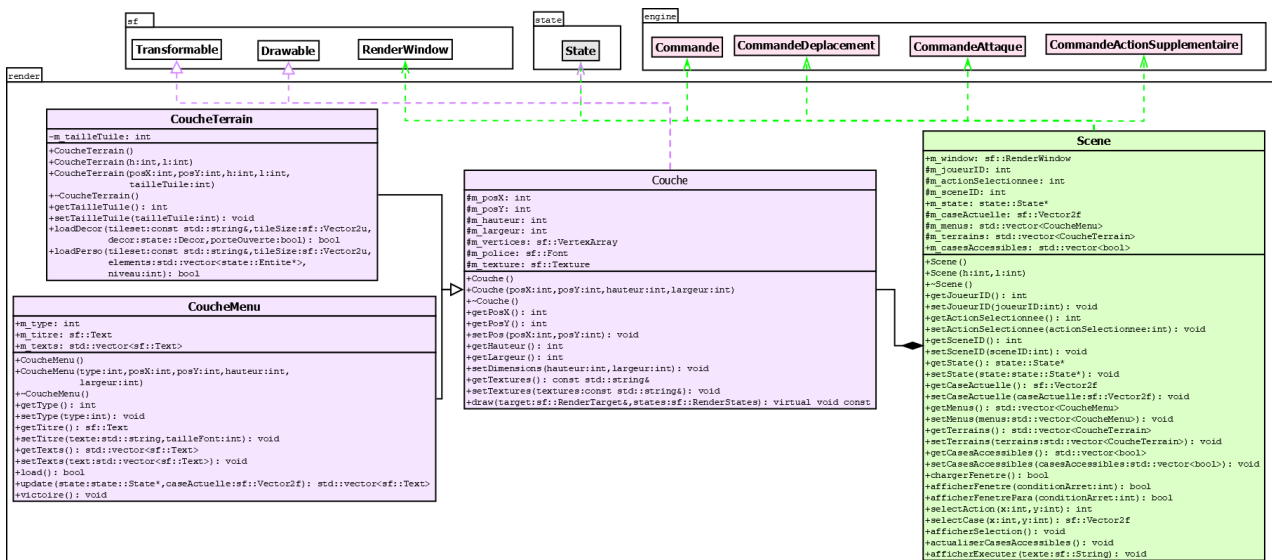 sf
Transformable
Drawable
RenderWindow
state
State
engine
Commande
CommandeDeplacement
CommandeAttaque
CommandeActionSupplementaire
render
CoucheTerrain
-m_tailleTuile: int
+CoucheTerrain()
+CoucheTerrain(h:int,l:int)
+CoucheTerrain(posX:int,posY:int,h:int,l:int,
tailleTuile:int)
+~CoucheTerrain()
+getTailleTuile(): int
+setTailleTuile(tailleTuile:int): void
+loadDecor(tileset:const std::string&,tileSize:sf::Vector2u,
decor:state::Decor,porteOuverte:bool): bool
+loadPerso(tileset:const std::string&,tileSize:sf::Vector2u,
elements:std::vector<state::Entite*>,
niveau:int): bool
CoucheMenu
+m_type: int
+m_titre: sf::Text
+m_texts: std::vector<sf::Text>
+CoucheMenu()
+CoucheMenu(type:int,posX:int,posY:int,hauteur:int,
largeur:int)
+~CoucheMenu()
+getType(): int
+setType(type:int): void
+getTitre(): sf::Text
+setTitre(texte:std::string,tailleFont:int): void
+getTexts(): std::vector<sf::Text>
+setTexts(text:std::vector<sf::Text>): void
+load(): bool
+update(state:state::State*,caseActuelle:sf::Vector2f): std::vector<sf::Text>
+victoire(): void
Couche
#m_posX: int
#m_posY: int
#m_hauteur: int
#m_largeur: int
#m_vertices: sf::VertexArray
#m_police: sf::Font
#m_texture: sf::Texture
+Couche()
+Couche(posX:int,posY:int,hauteur:int,largeur:int)
+~Couche()
+getPosX(): int
+getPosY(): int
+setPos(posX:int,posY:int): void
+getHauteur(): int
+getLargeur(): int
+setDimensions(hauteur:int,largeur:int): void
+getTextures(): const std::string&
+setTextures(textures:const std::string&): void
+draw(target:sf::RenderTarget&,states:sf::RenderStates): virtual void const
Scene
+m_window: sf::RenderWindow
#m_joueurID: int
#m_actionSelectionnee: int
#m_sceneID: int
+m_state: state::State*
#m_caseActuelle: sf::Vector2f
#m_menus: std::vector<CoucheMenu>
#m_terrains: std::vector<CoucheTerrain>
+m_casesAccessibles: std::vector<bool>
+Scene()
+Scene(h:int,l:int)
+~Scene()
+getJoueurID(): int
+setJoueurID(joueurID:int): void
+getActionSelectionnee(): int
+setActionSelectionnee(actionSelectionnee:int): void
+getSceneID(): int
+setSceneID(sceneID:int): void
+getState(): state::State*
+setState(state:state::State*): void
+getCaseActuelle(): sf::Vector2f
+setCaseActuelle(caseActuelle:sf::Vector2f): void
+getMenus(): std::vector<CoucheMenu>
+setMenus(menus:std::vector<CoucheMenu>): void
+getTerrains(): std::vector<CoucheTerrain>
+setTerrains(terrains:std::vector<CoucheTerrain>): void
+getCasesAccessibles(): std::vector<bool>
+setCasesAccessibles(casesAccessibles:std::vector<bool>): void
+chargerFenetre(): bool
+afficherFenetre(conditionArret:int): bool
+afficherFenetrePara(conditionArret:int): bool
+selectAction(x:int,y:int): int
+selectCase(x:int,y:int): sf::Vector2f
+afficherSelection(): void
+actualiserCasesAccessibles(): void
+afficherExecuter(texte:sf::String): void